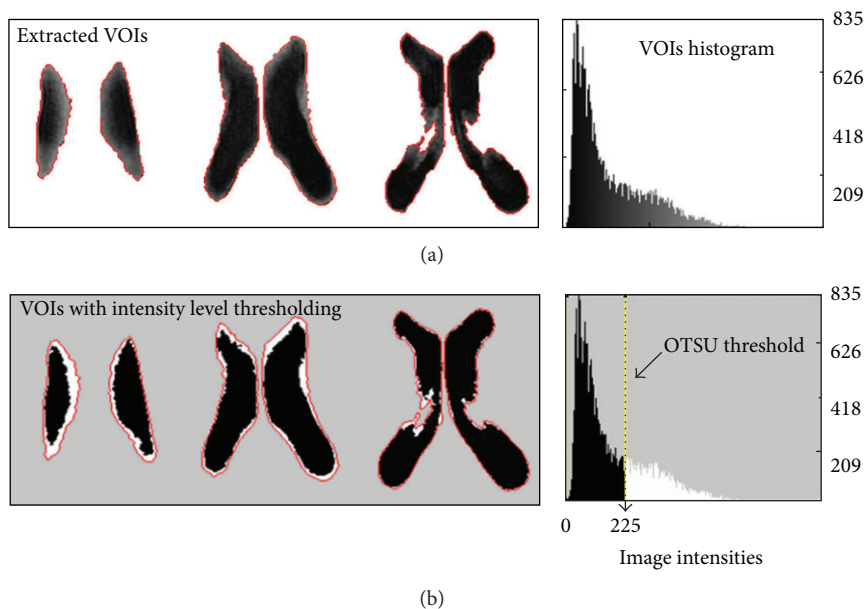 Extracted VOIs
VOIs histogram
835
626
418
209
(a)
VOIs with intensity level thresholding
OTSU threshold
835
626
418
209
0
225
Image intensities
(b)